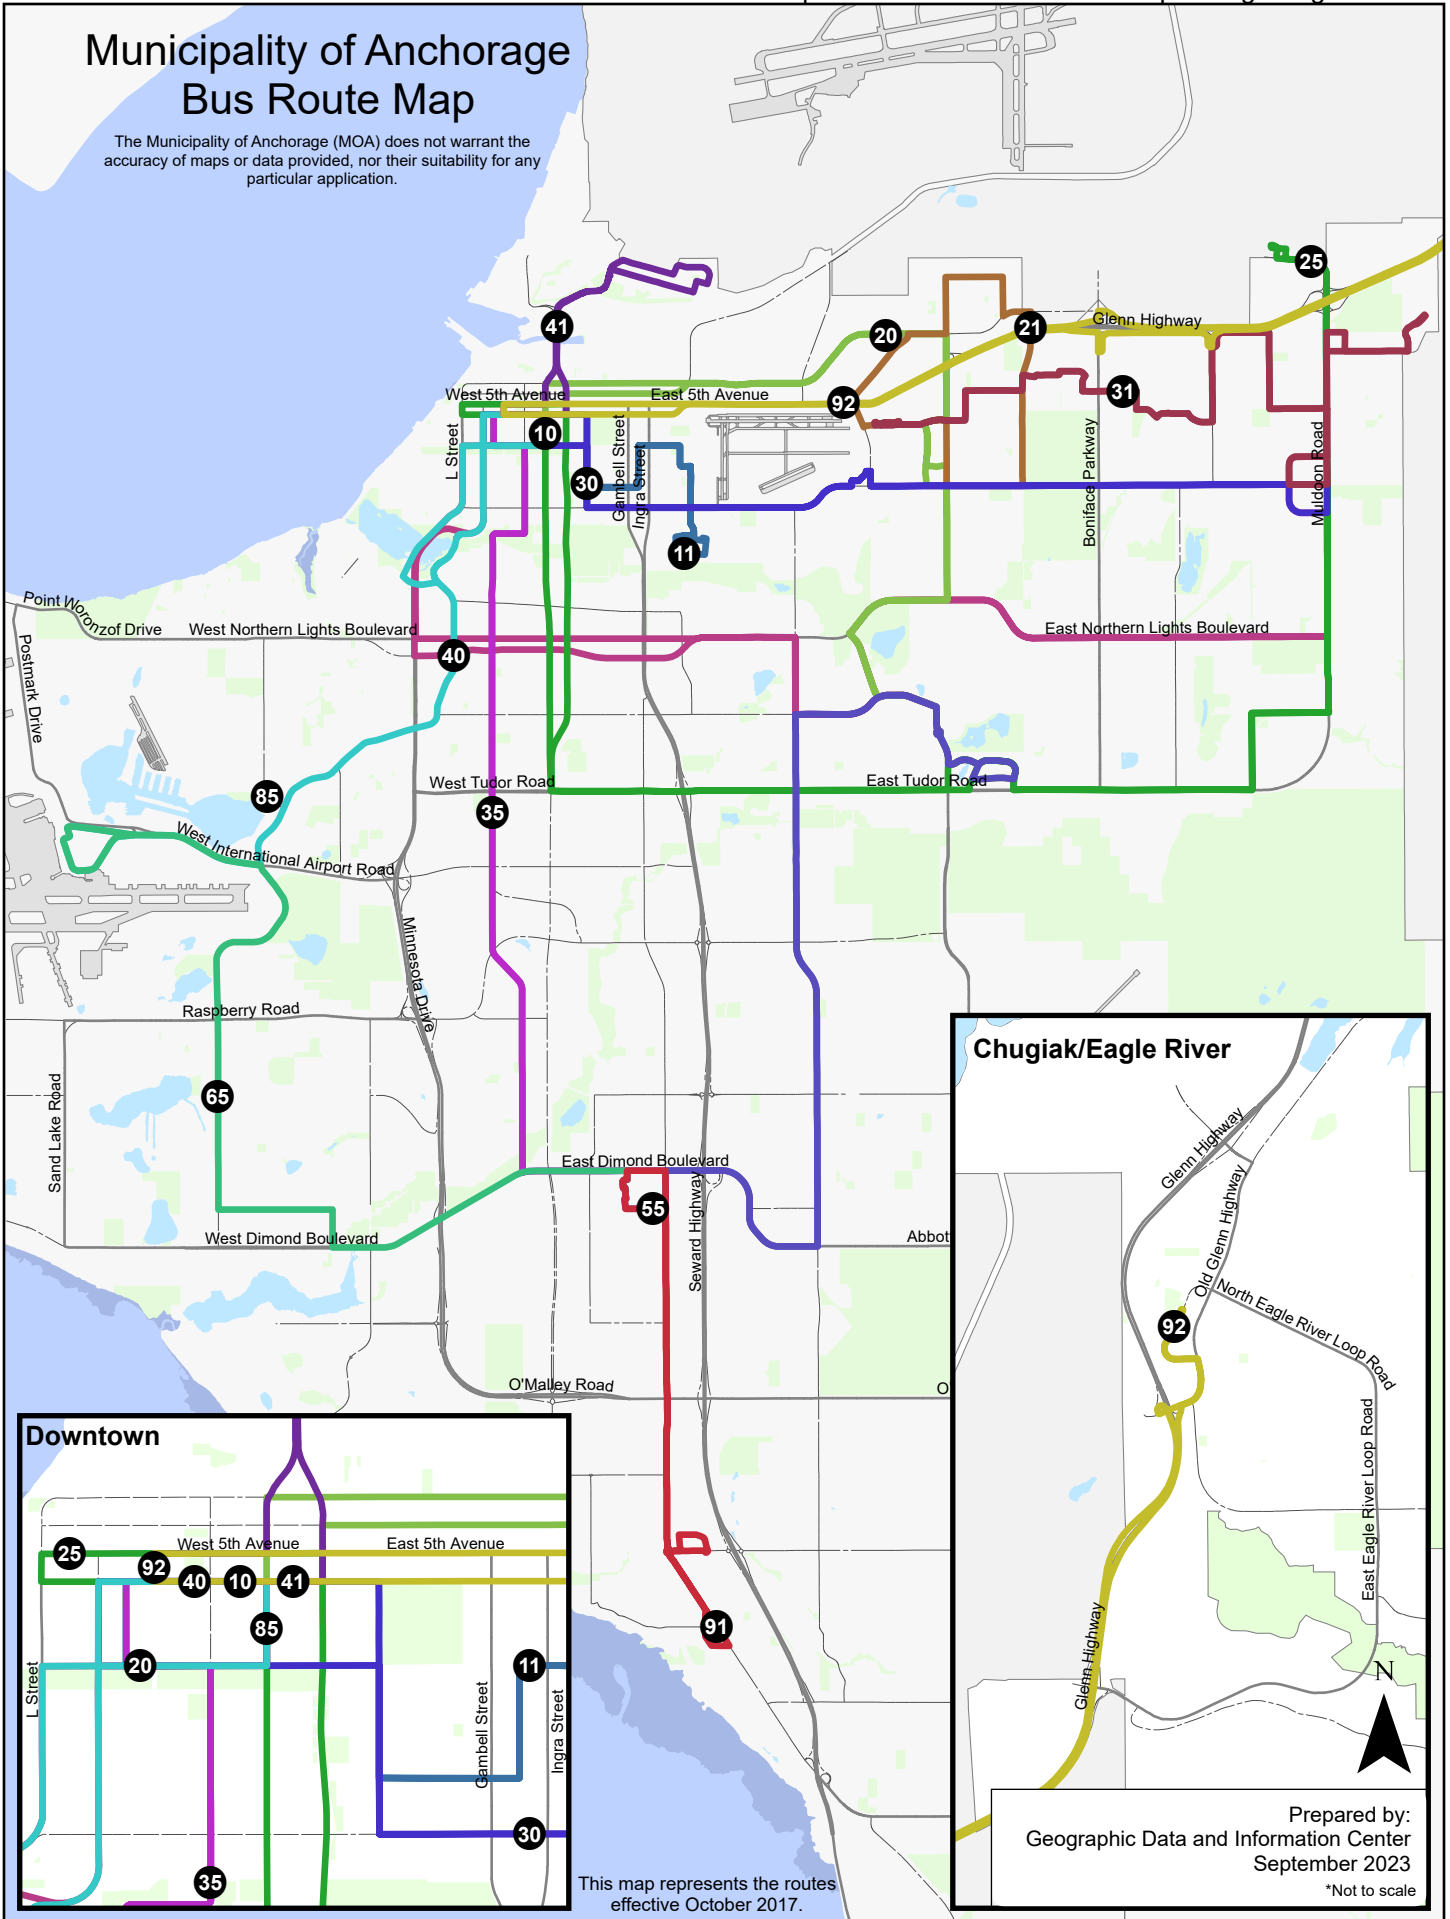 Municipality of Anchorage
Bus Route Map
The Municipality of Anchorage (MOA) does not warrant the
accuracy of maps or data provided, nor their suitability for any
particular application.
25
41
20
21
Glenn Highway
West 5th Avenue
East 5th Avenue
92
31
10
L Street
Gambell Street
Ingra Street
Boniface Parkway
Muldoon Road
30
11
Point Woronzof Drive
West Northern Lights Boulevard
East Northern Lights Boulevard
40
Postmark Drive
West Tudor Road
East Tudor Road
85
35
West International Airport Road
Minnesota Drive
Raspberry Road
Sand Lake Road
65
East Dimond Boulevard
55
Seward Highway
West Dimond Boulevard
Abbot
O'Malley Road
O
91
Chugiak/Eagle River
Glenn Highway
Old Glenn Highway
North Eagle River Loop Road
92
East Eagle River Loop Road
Glenn Highway
N
Prepared by:
Geographic Data and Information Center
September 2023
*Not to scale
Downtown
West 5th Avenue
East 5th Avenue
25
92
40
10
41
85
20
11
L Street
Gambell Street
Ingra Street
30
35
This map represents the routes
effective October 2017.